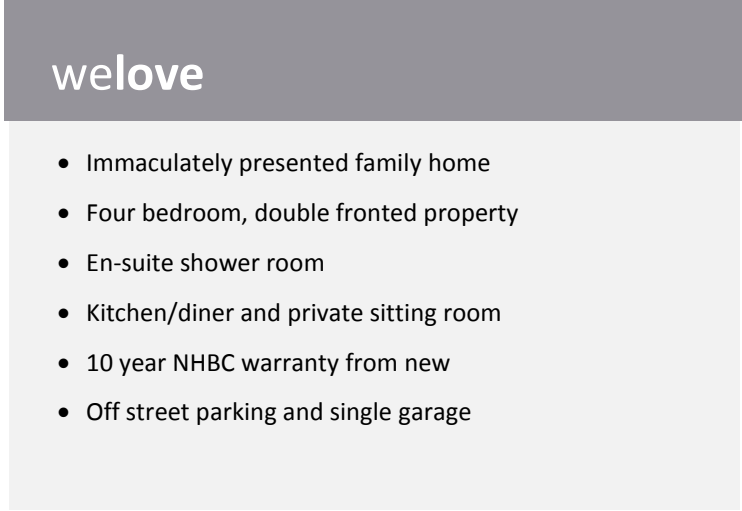 welove
• Immaculately presented family home
• Four bedroom, double fronted property
• En-suite shower room
• Kitchen/diner and private sitting room
• 10 year NHBC warranty from new
• Off street parking and single garage